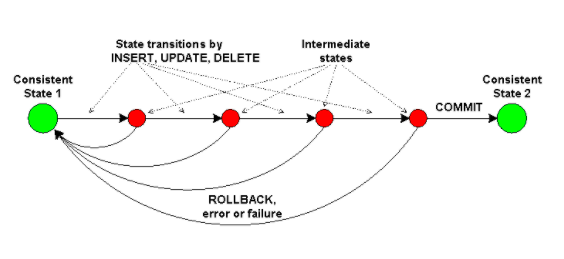 State transitions by
INSERT, UPDATE, DELETE
Intermediate
states
Consistent
State 1
Consistent
State 2
COMMIT
ROLLBACK,
error or failure